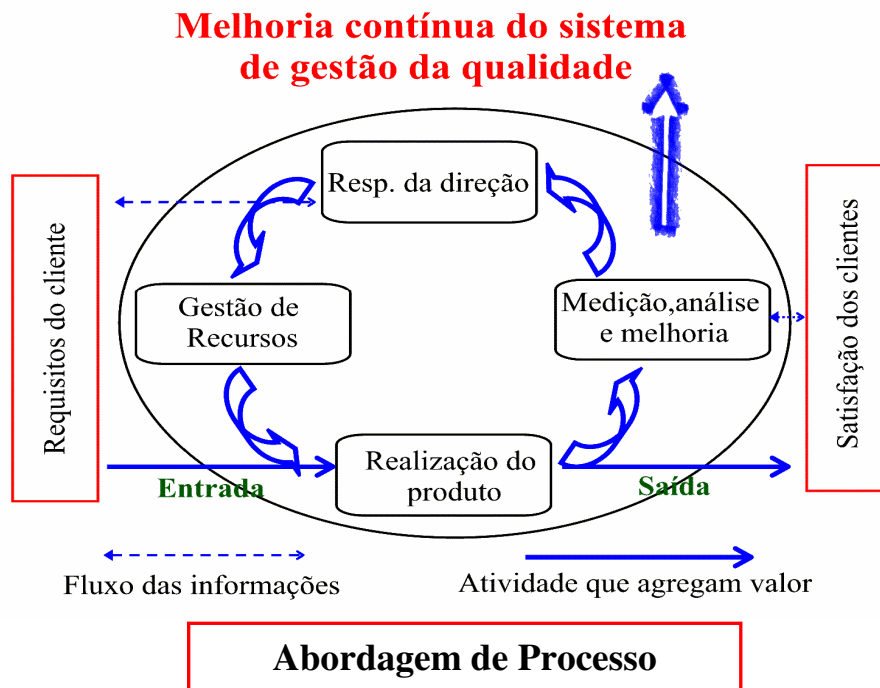 Melhoria contínua do sistema
de gestão da qualidade
Resp. da direção
Requisitos do cliente
Gestão de
Recursos
Medição,análise
e melhoria
Satisfação dos clientes
Realização do
produto
Entrada
Saída
Fluxo das informações
Atividade que agregam valor
Abordagem de Processo